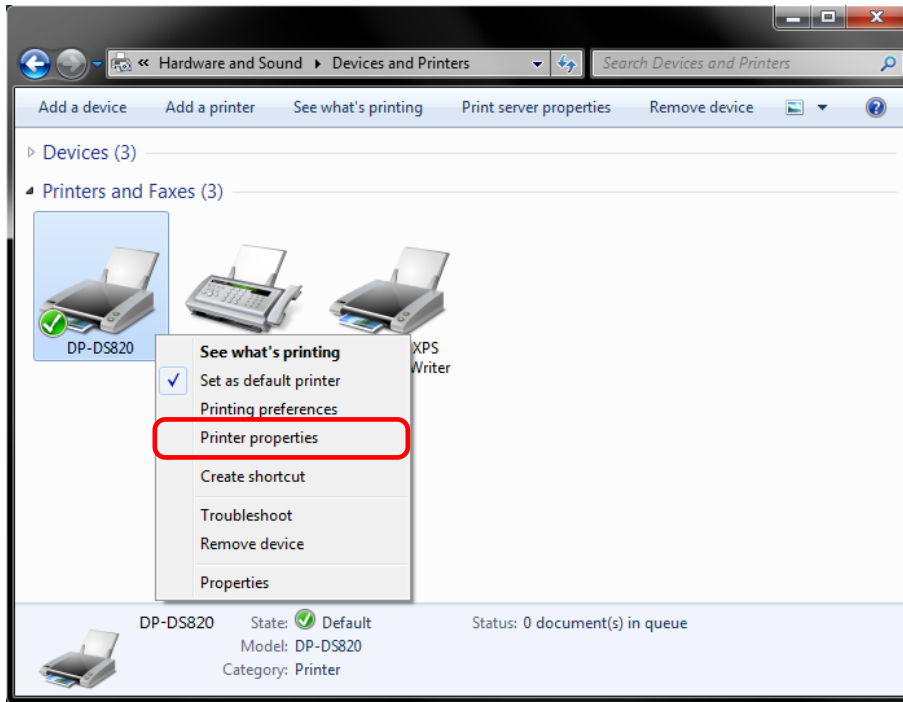 « Hardware and Sound ▸ Devices and Printers
Search Devices and Printers
Add a device Add a printer See what's printing Print server properties Remove device
Devices (3)
Printers and Faxes (3)
DP-DS820
XPS
Writer
See what's printing
Set as default printer
Printing preferences
Printer properties
Create shortcut
Troubleshoot
Remove device
Properties
DP-DS820 State: Default Status: 0 document(s) in queue
Model: DP-DS820
Category: Printer